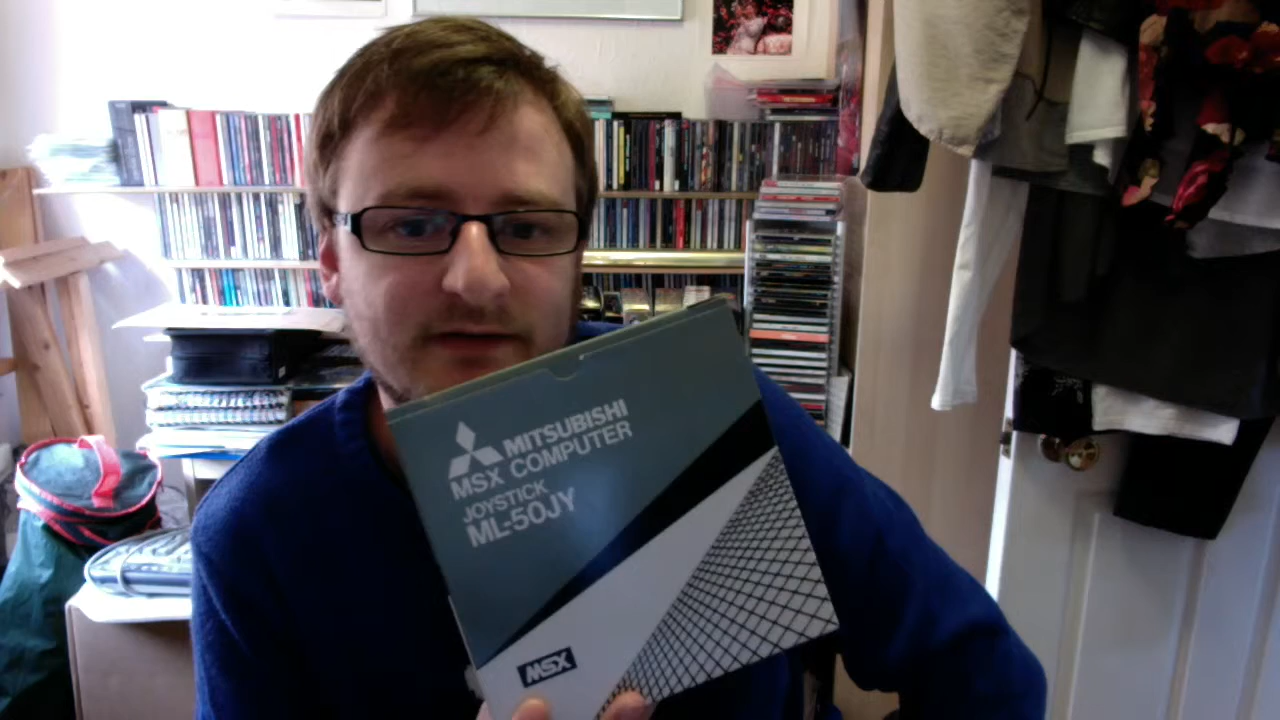 MITSUBISHI
MSX COMPUTER
JOYSTICK
ML-50JY
MSX